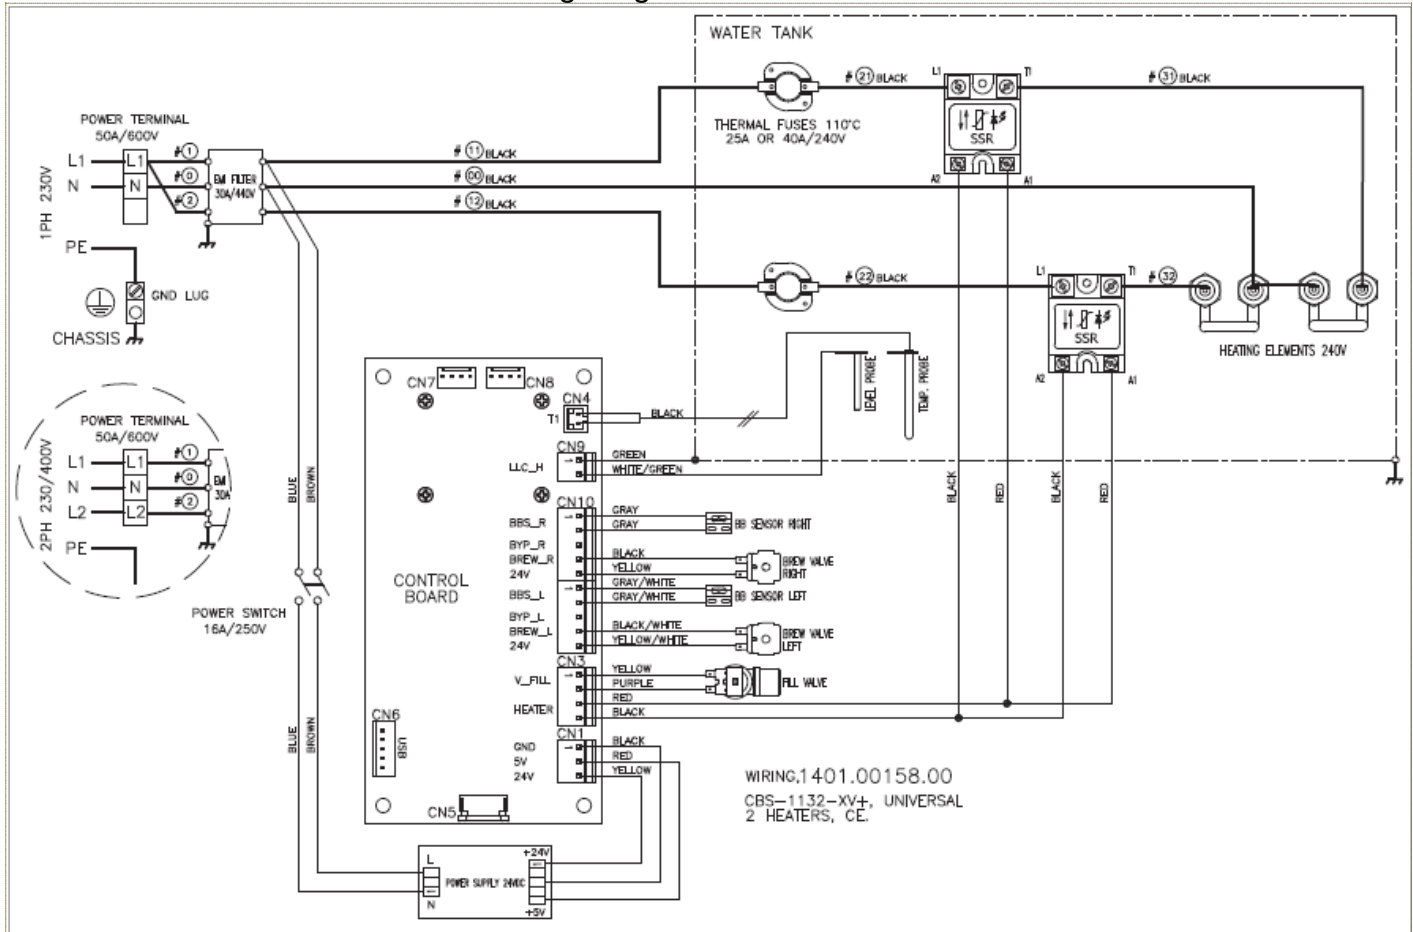 WATER TANK
#21 BLACK
L1
T1
#31 BLACK
THERMAL FUSES 110°C
25A OR 40A/240V
SSR
A2
A1
POWER TERMINAL
50A/600V
L1
L1
#1
N
N
#0
#2
EMI FILTER
30A/440V
#11 BLACK
#00 BLACK
#12 BLACK
1PH 230V
PE
GND LUG
CHASSIS
#22 BLACK
L1
T1
#32
SSR
A2
A1
HEATING ELEMENTS 240V
LEVEL PROBE
TEMP. PROBE
POWER TERMINAL
50A/600V
L1
L1
#1
N
N
#0
L2
L2
#2
EMI
30A
2PH 230/400V
PE
BLUE
BROWN
POWER SWITCH
16A/250V
BLUE
BROWN
CN7
CN8
CN4
T1
BLACK
CN9
LLC_H
GREEN
WHITE/GREEN
BLACK
RED
BLACK
RED
CONTROL
BOARD
CN10
BBS_R
GRAY
GRAY
BB SENSOR RIGHT
BYP_R
BREW_R
BLACK
24V
YELLOW
BREW VALVE
RIGHT
BBS_L
GRAY/WHITE
GRAY/WHITE
BB SENSOR LEFT
BYP_L
BREW_L
BLACK/WHITE
24V
YELLOW/WHITE
BREW VALVE
LEFT
CN3
V_FILL
YELLOW
PURPLE
FILL VALVE
HEATER
RED
BLACK
CN6
USB
CN1
GND
BLACK
5V
RED
24V
YELLOW
CN5
WIRING,1401.00158.00
CBS-1132-XV+, UNIVERSAL
2 HEATERS, CE.
L
N
POWER SUPPLY 24VDC
+24V
+5V